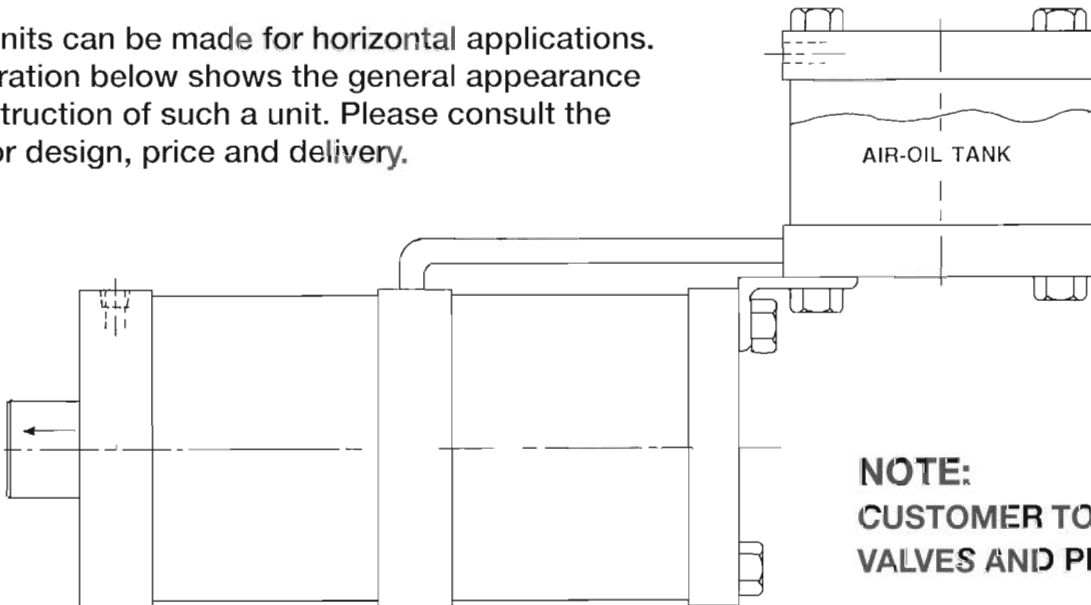 nits can be made for horizontal applications.
ration below shows the general appearance
truction of such a unit. Please consult the
or design, price and delivery.
AIR-OIL TANK
NOTE:
CUSTOMER TO
VALVES AND